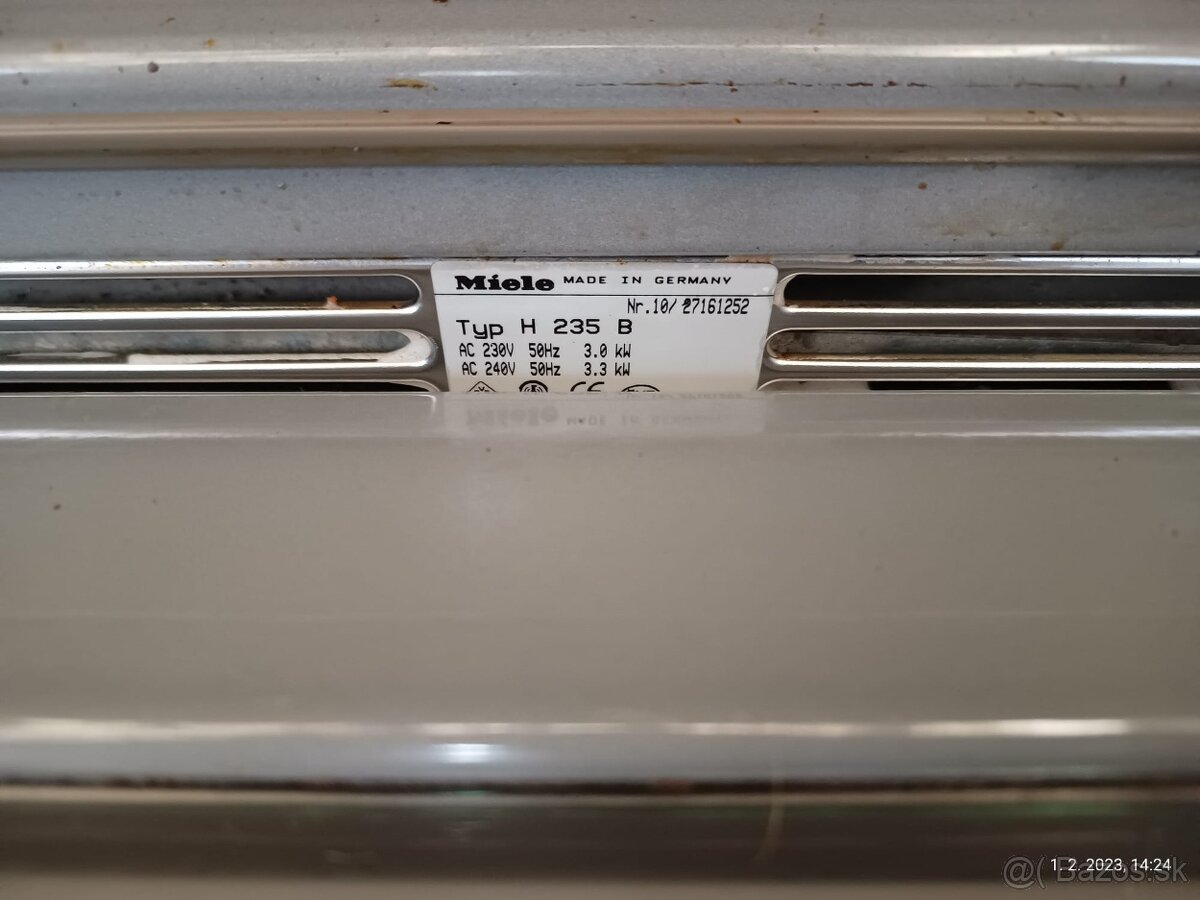 Miele MADE IN GERMANY
Nr.10/ 27161252
Typ H 235 B
AC 230V 50Hz 3.0 kW
AC 240V 50Hz 3.3 kW
1. 2. 2023, 14:24
@( Bazos.sk